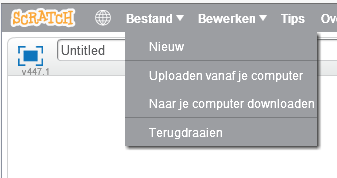 SCRATCH Bestand Bewerken Tips
Untitled
v447.1
Nieuw
Uploaden vanaf je computer
Naar je computer downloaden
Terugdraaien